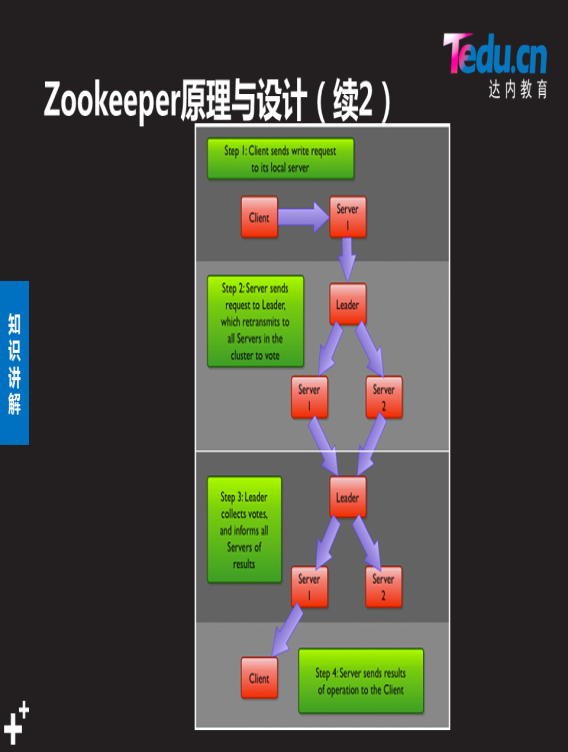 Tedu.cn
达内教育
Zookeeper原理与设计（续2）
知识讲解
Step 1: Client sends write request
to its local server
Client
Server
1
Step 2: Server sends
request to Leader,
which retransmits to
all Servers in the
cluster to vote
Leader
Server
1
Server
2
Step 3: Leader
collects votes,
and informs all
Servers of
results
Leader
Server
1
Server
2
Client
Step 4: Server sends results
of operation to the Client